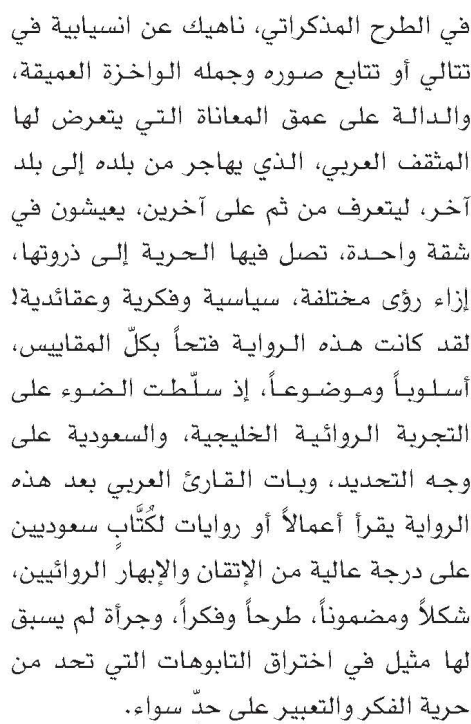 في الطرح المذكراتي، ناهيك عن انسيابية في
تتالي أو تتابع صوره وجمله الواخزة العميقة،
والدالة على عمق المعاناة التي يتعرض لها
المثقف العربي، الذي يهاجر من بلده إلى بلد
آخر، ليتعرف من ثم على آخرين، يعيشون في
شقة واحدة، تصل فيها الحرية إلى ذروتها،
إزاء رؤى مختلفة، سياسية وفكرية وعقائدية!
لقد كانت هذه الرواية فتحاً بكلّ المقاييس،
أسلوباً وموضوعاً، إذ سلّطت الضوء على
التجربة الروائية الخليجية، والسعودية على
وجه التحديد، وبات القارئ العربي بعد هذه
الرواية يقرأ أعمالاً أو روايات لكُتَّابٍ سعوديين
على درجة عالية من الإتقان والإبهار الروائيين،
شكلاً ومضموناً، طرحاً وفكراً، وجرأة لم يسبق
لها مثيل في اختراق التابوهات التي تحد من
حرية الفكر والتعبير على حدّ سواء.